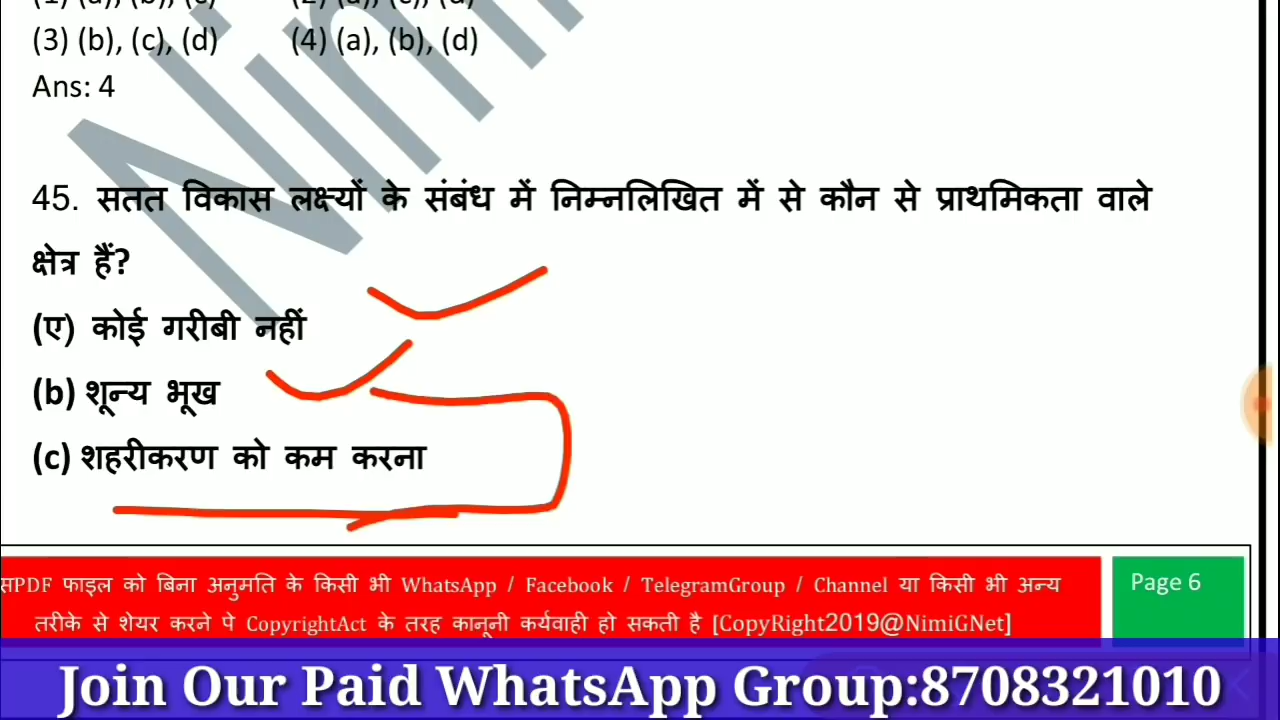 (3) (b), (c), (d) (4) (a), (b), (d)
Ans: 4
45. सतत विकास लक्ष्यों के संबंध में निम्नलिखित में से कौन से प्राथमिकता वाले
क्षेत्र हैं?
(ए) कोई गरीबी नहीं
(b) शून्य भूख
(c) शहरीकरण को कम करना
PDF फाइल को बिना अनुमति के किसी भी WhatsApp / Facebook / TelegramGroup / Channel या किसी भी अन्य
तरीके से शेयर करने पे CopyrightAct के तरह कानूनी कर्यवाही हो सकती है [CopyRight2019@NimiGNet]
Page 6
Join Our Paid WhatsApp Group:8708321010